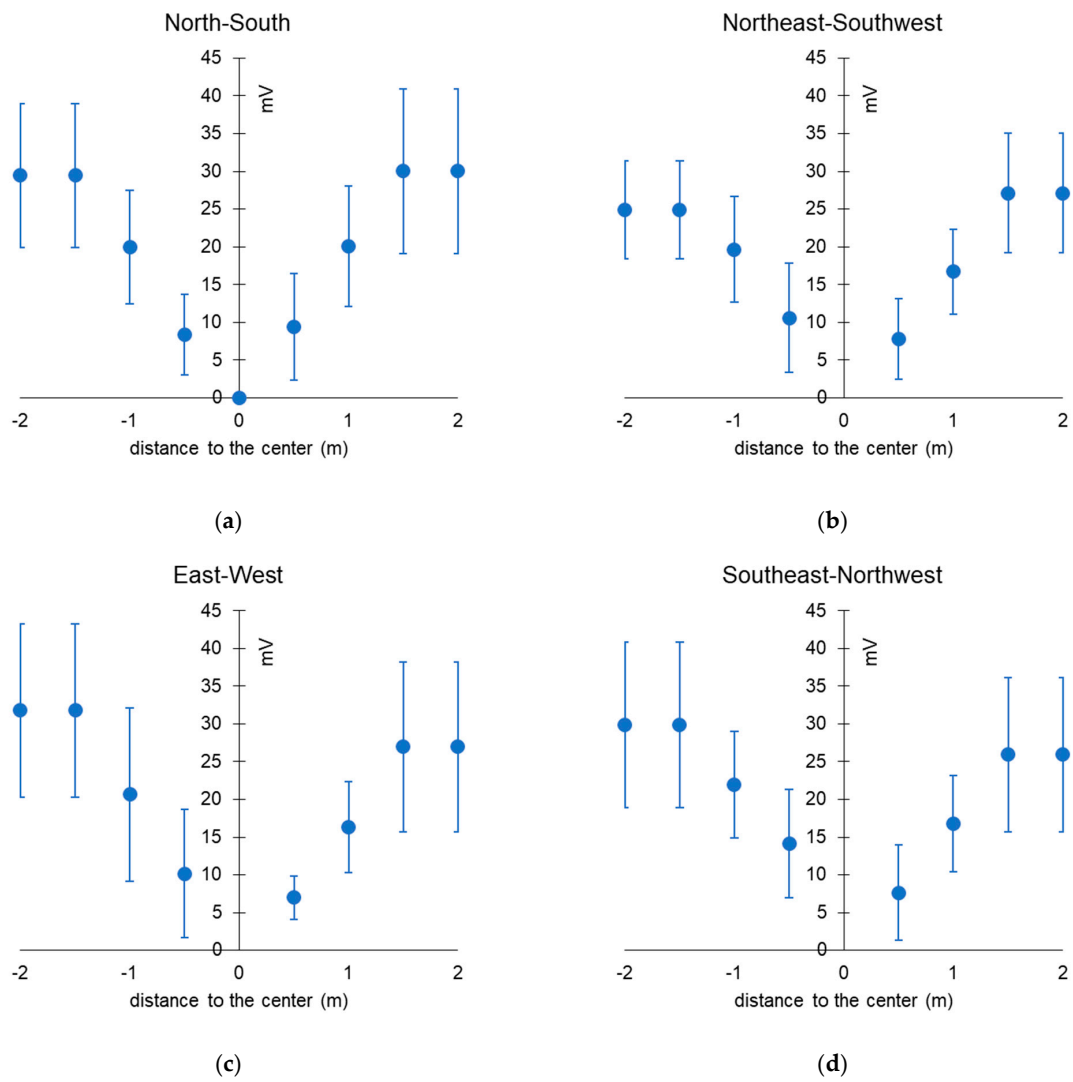 North-South
45
40
35
30
25
20
15
10
5
0
mV
-2 -1 0 1 2
distance to the center (m)
(a)
Northeast-Southwest
45
40
35
30
25
20
15
10
5
0
mV
-2 -1 0 1 2
distance to the center (m)
(b)
East-West
45
40
35
30
25
20
15
10
5
0
mV
-2 -1 0 1 2
distance to the center (m)
(c)
Southeast-Northwest
45
40
35
30
25
20
15
10
5
0
mV
-2 -1 0 1 2
distance to the center (m)
(d)